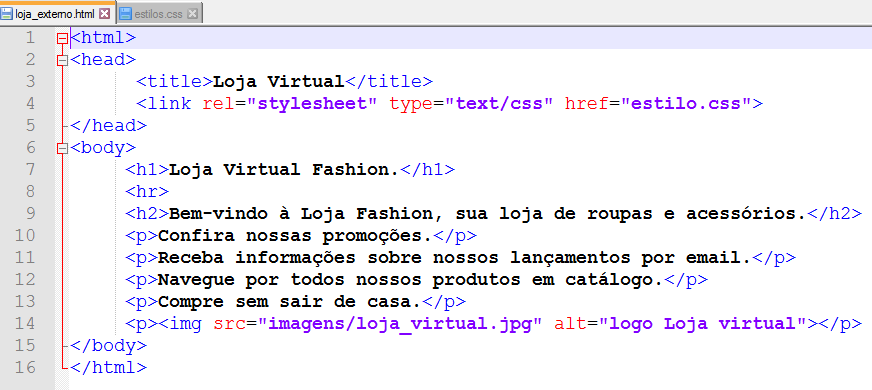 loja_externo.html estilos.css
1 <html>
2 <head>
3 <title>Loja Virtual</title>
4 <link rel="stylesheet" type="text/css" href="estilo.css">
5 </head>
6 <body>
7 <h1>Loja Virtual Fashion.</h1>
8 <hr>
9 <h2>Bem-vindo à Loja Fashion, sua loja de roupas e acessórios.</h2>
10 <p>Confira nossas promoções.</p>
11 <p>Receba informações sobre nossos lançamentos por email.</p>
12 <p>Navegue por todos nossos produtos em catálogo.</p>
13 <p>Compre sem sair de casa.</p>
14 <p><img src="imagens/loja_virtual.jpg" alt="logo Loja virtual"></p>
15 </body>
16 </html>